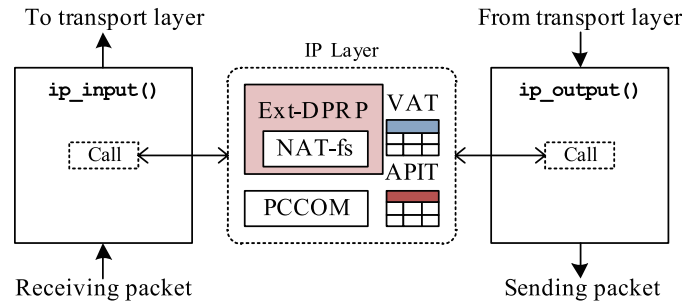 To transport layer
From transport layer
IP Layer
ip_input()
ip_output()
Ext-DPRP
VAT
NAT-fs
Call
Call
APIT
PCCOM
Receiving packet
Sending packet